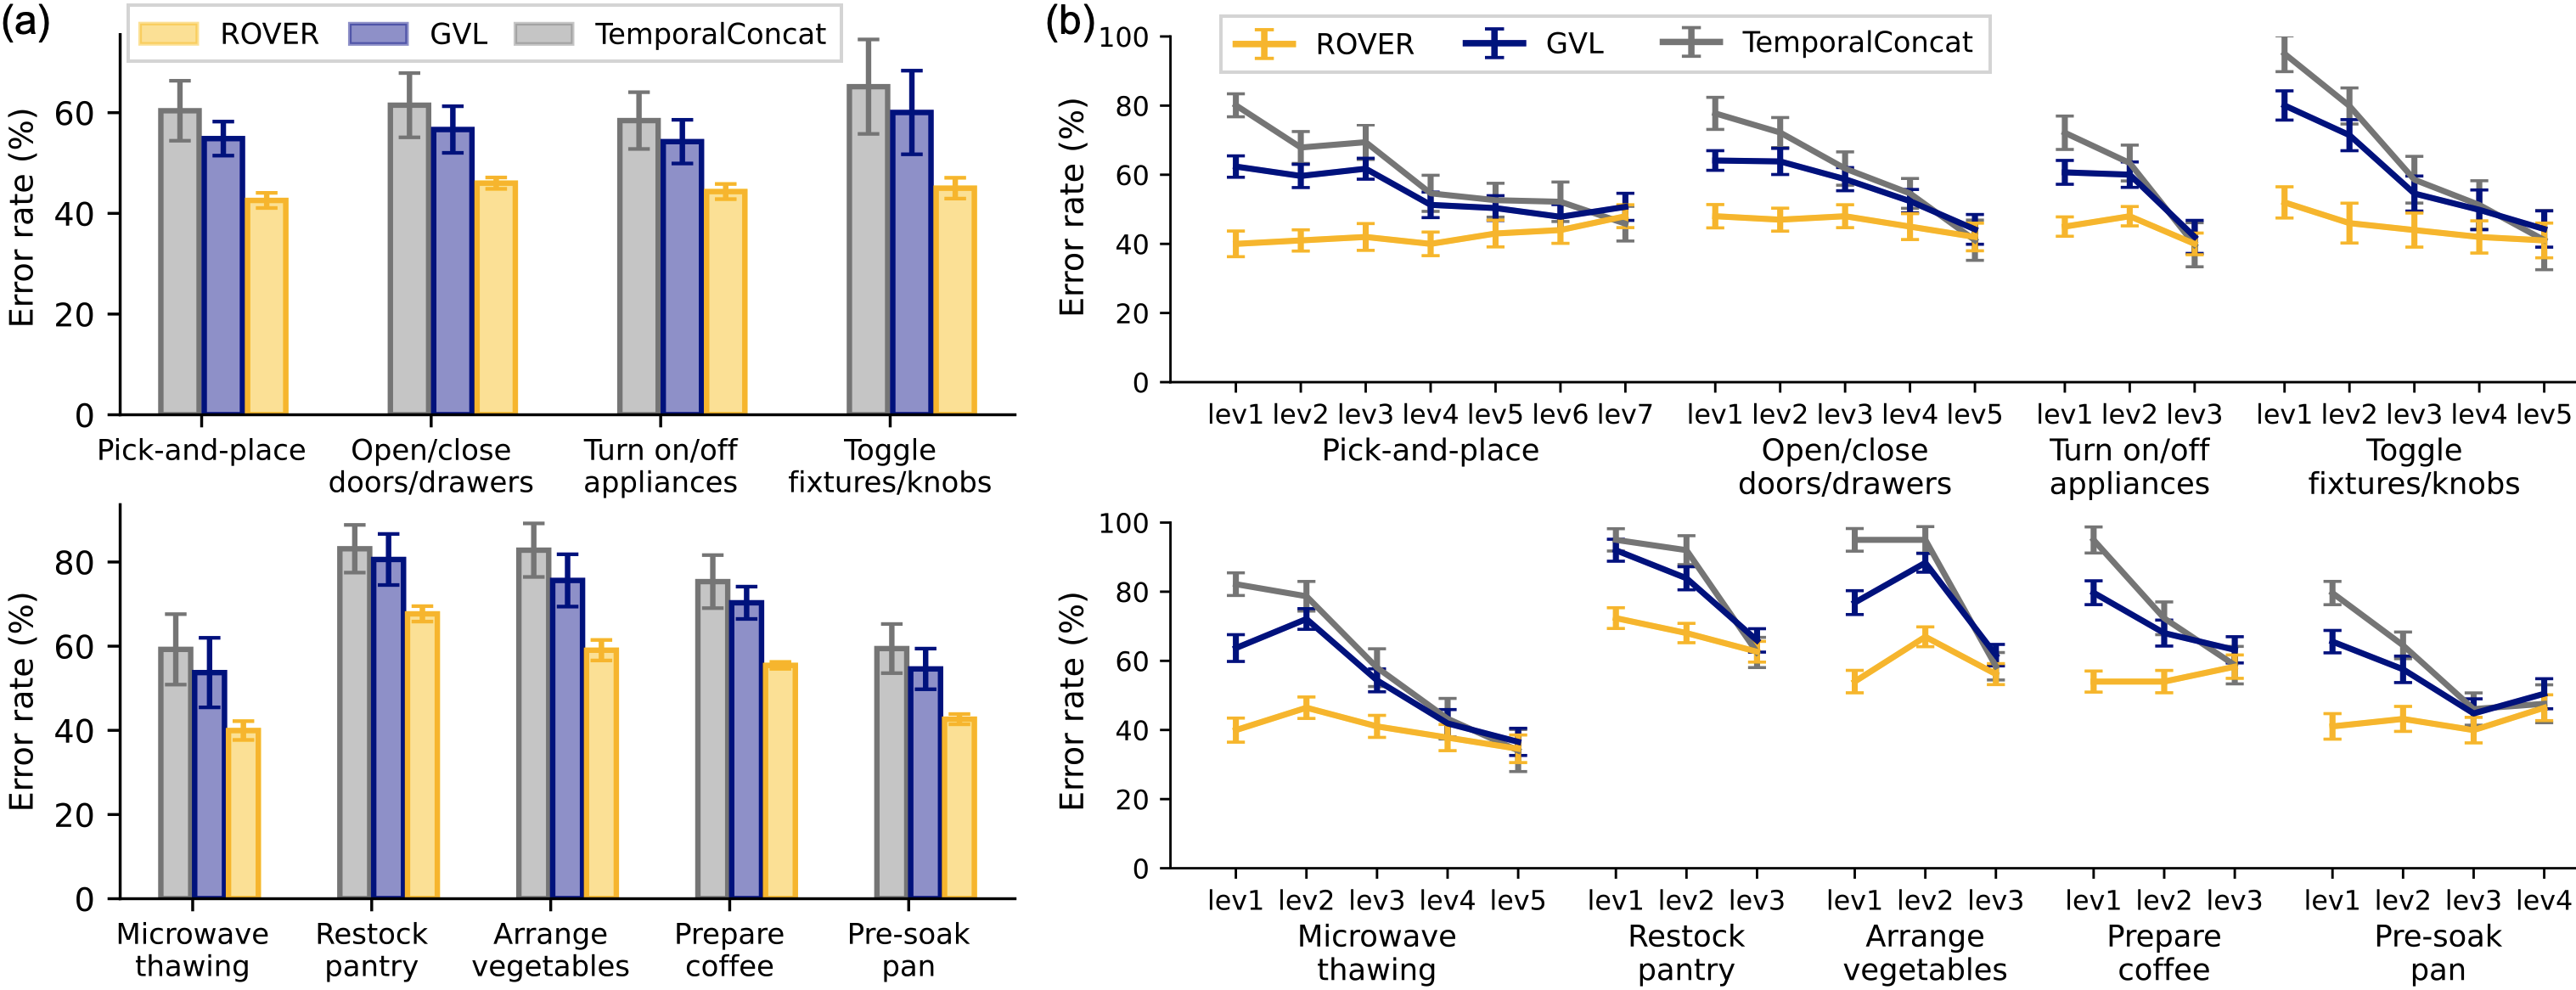 (a)
ROVER GVL TemporalConcat
Error rate (%)
60
40
20
0
Pick-and-place Open/close Turn on/off Toggle
doors/drawers appliances fixtures/knobs
Error rate (%)
80
60
40
20
0
Microwave Restock Arrange Prepare Pre-soak
thawing pantry vegetables coffee pan
(b)
ROVER GVL TemporalConcat
Error rate (%)
100
80
60
40
20
0
lev1 lev2 lev3 lev4 lev5 lev6 lev7 lev1 lev2 lev3 lev4 lev5 lev1 lev2 lev3 lev1 lev2 lev3 lev4 lev5
Pick-and-place Open/close Turn on/off Toggle
doors/drawers appliances fixtures/knobs
Error rate (%)
100
80
60
40
20
0
lev1 lev2 lev3 lev4 lev5 lev1 lev2 lev3 lev1 lev2 lev3 lev1 lev2 lev3 lev1 lev2 lev3 lev4
Microwave Restock Arrange Prepare Pre-soak
thawing pantry vegetables coffee pan